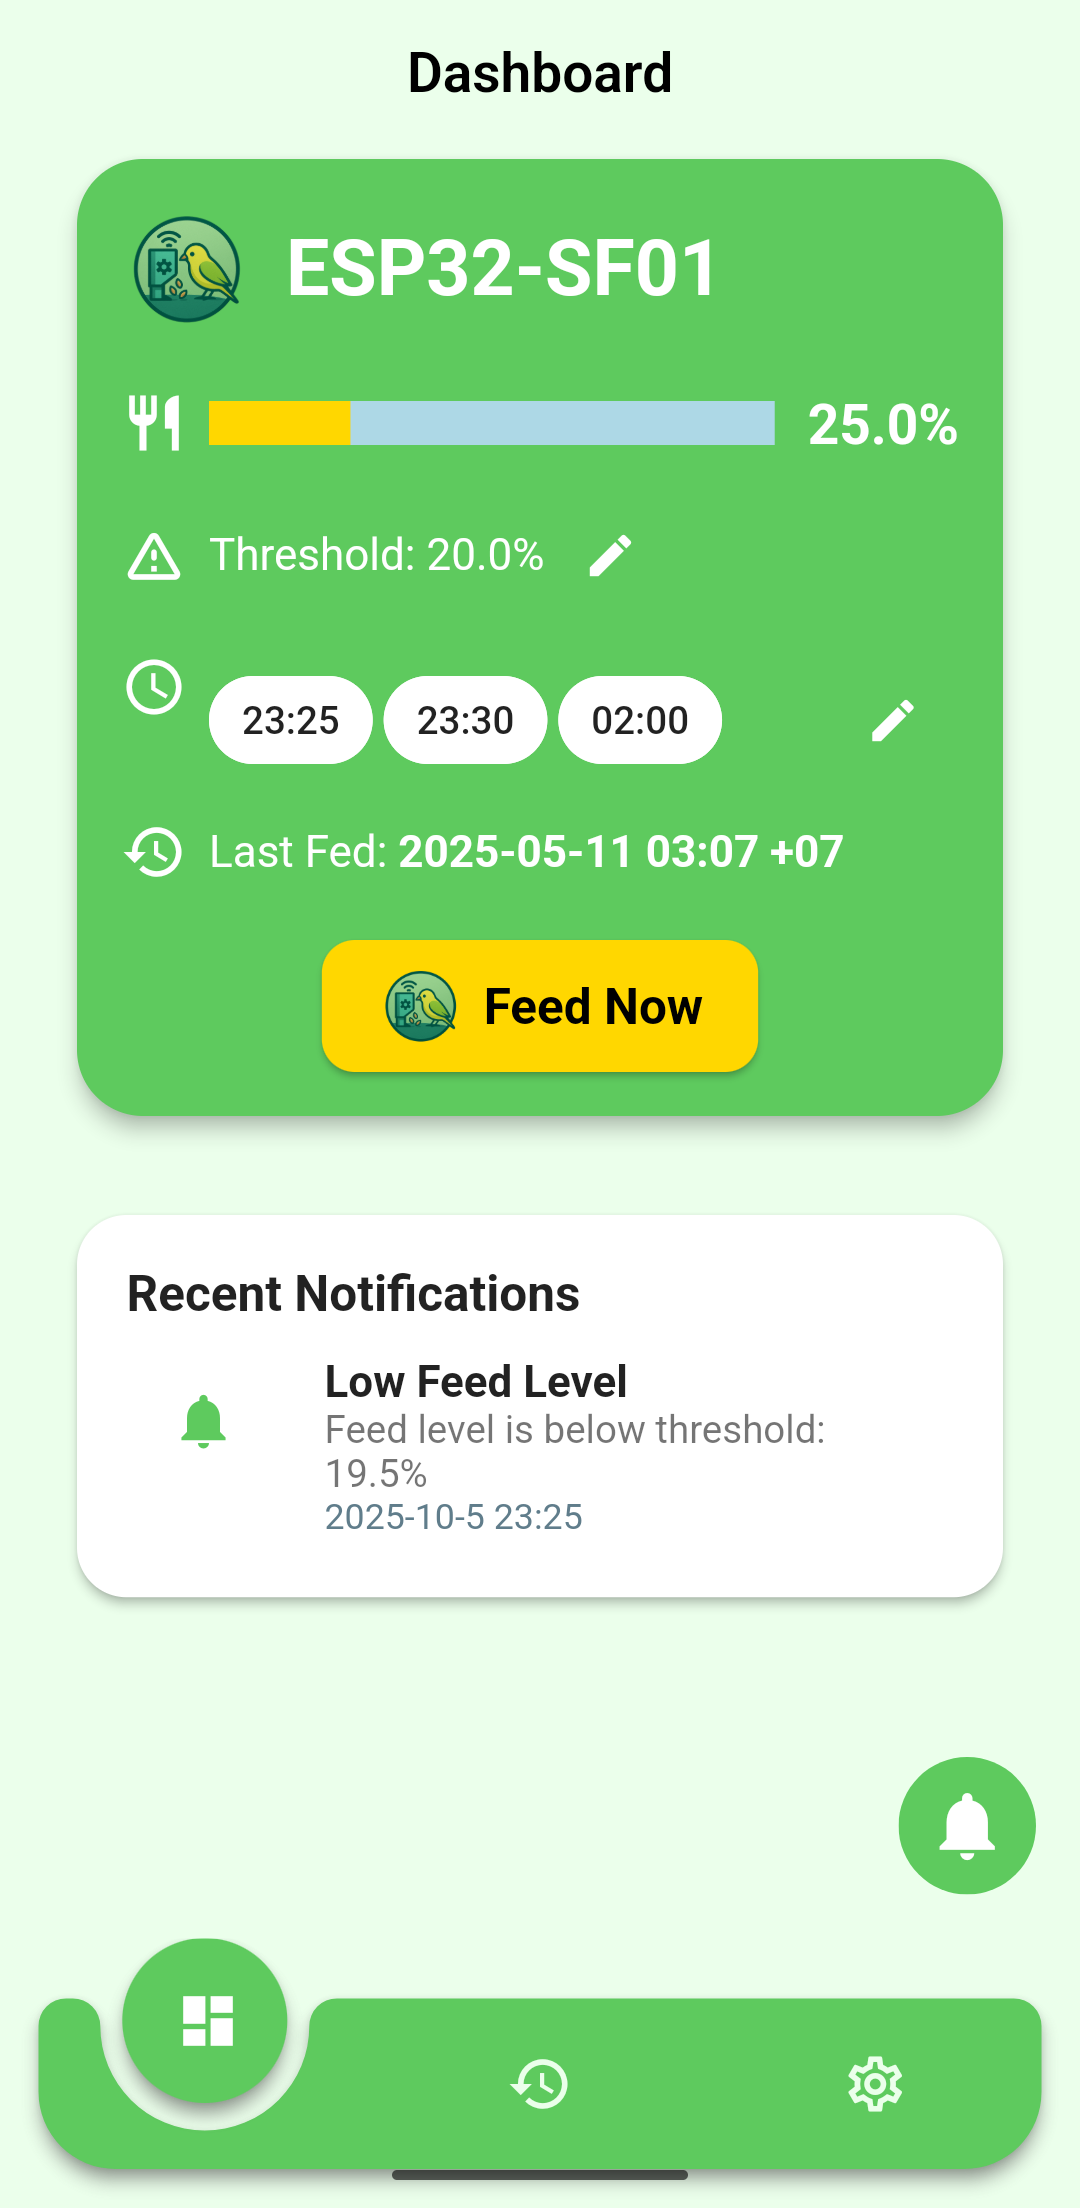 Dashboard
ESP32-SF01
25.0%
Threshold: 20.0%
23:25 23:30 02:00
Last Fed: 2025-05-11 03:07 +07
Feed Now
Recent Notifications
Low Feed Level
Feed level is below threshold:
19.5%
2025-10-5 23:25